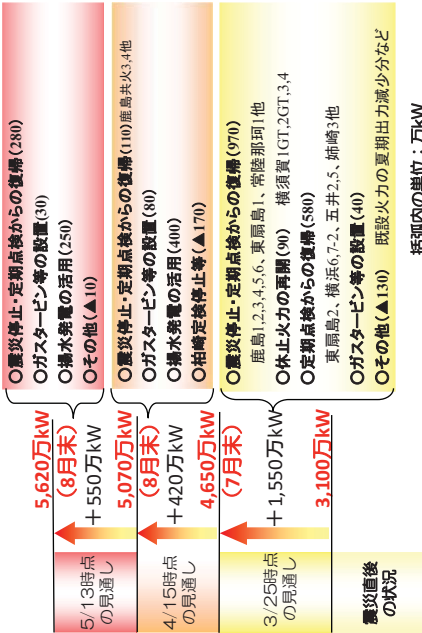 5/13時点
の見通し
4/15時点
の見通し
3/25時点
の見通し
震災直後
の状況
5,620万kW
(8月末)
+550万kW
5,070万kW
(8月末)
+420万kW
4,650万kW
(7月末)
+1,550万kW
3,100万kW
○震災停止・定期点検からの復帰(280)
○ガスタービン等の設置(30)
○揚水発電の活用(250)
○その他(▲10)
○震災停止・定期点検からの復帰(110)鹿島共火3,4他
○ガスタービン等の設置(80)
○揚水発電の活用(400)
○柏崎定検停止等(▲170)
○震災停止・定期点検からの復帰(970)
鹿島1,2,3,4,5,6、東扇島1、常陸那珂1他
○休止火力の再開(90) 横須賀1GT,2GT,3,4
○定期点検からの復帰(580)
東扇島2、横浜6,7-2、五井2,5、姉崎3他
○ガスタービン等の設置(40)
○その他(▲130) 既設火力の夏期出力減少分など
括弧内の単位：万kW